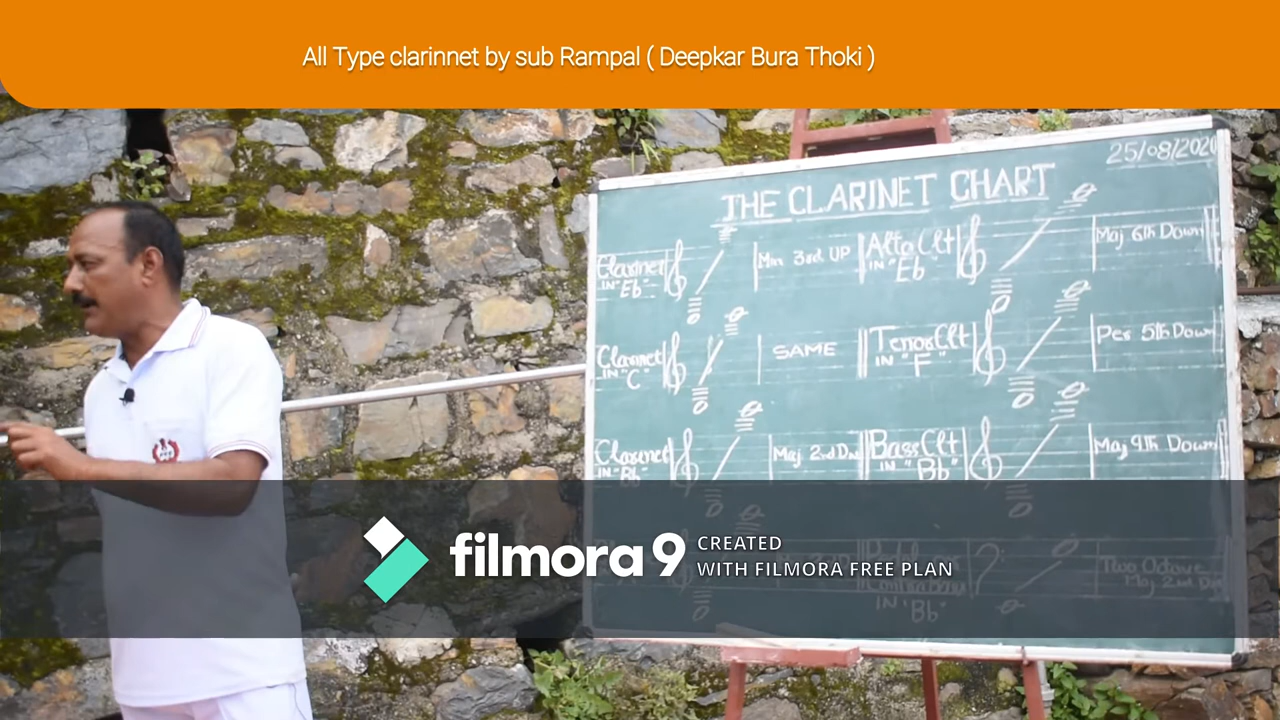 All Type clarinnet by sub Rampal ( Deepkar Bura Thoki )
25/08/2020
THE CLARINET CHART
Clarinet IN "Eb"
Min 3rd UP
Alto Clt IN "Eb"
Maj 6th Down
Clarinet IN "C"
SAME
Tenor Clt IN "F"
Per 5th Down
Clarinet IN "Bb"
Maj 2nd Dn
Bass Clt IN "Bb"
Maj 9th Down
Two Octave
Maj 2nd Dn
IN "Bb"
filmora 9
CREATED
WITH FILMORA FREE PLAN